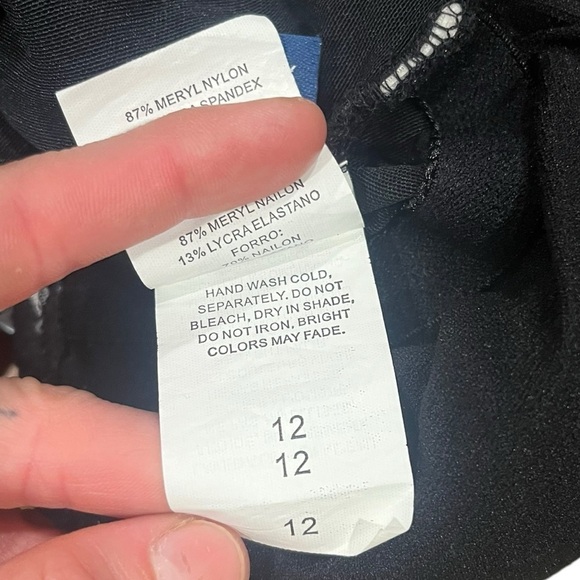 87% MERYL NYLON
SPANDEX
87% MERYL NAILON
13% LYCRA ELASTANO
FORRO:
NAILON
HAND WASH COLD,
SEPARATELY. DO NOT
BLEACH, DRY IN SHADE,
DO NOT IRON, BRIGHT
COLORS MAY FADE.
12
12
12